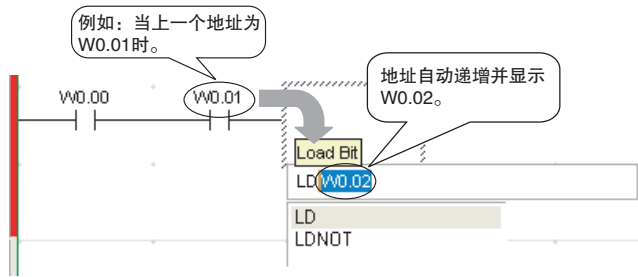 例如：当上一个地址为
W0.01时。
地址自动递增并显示
W0.02。
W0.00
W0.01
Load Bit
LD W0.02
LD
LDNOT